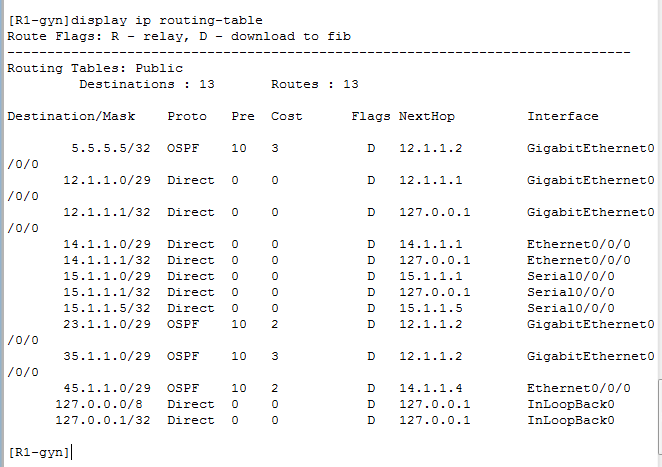 [R1-gyn]display ip routing-table
Route Flags: R - relay, D - download to fib
------------------------------------------------------------------------------
Routing Tables: Public
         Destinations : 13       Routes : 13

Destination/Mask    Proto   Pre  Cost      Flags NextHop         Interface

        5.5.5.5/32  OSPF    10   3           D   12.1.1.2        GigabitEthernet0
/0/0
       12.1.1.0/29  Direct  0    0           D   12.1.1.1        GigabitEthernet0
/0/0
       12.1.1.1/32  Direct  0    0           D   127.0.0.1       GigabitEthernet0
/0/0
       14.1.1.0/29  Direct  0    0           D   14.1.1.1        Ethernet0/0/0
       14.1.1.1/32  Direct  0    0           D   127.0.0.1       Ethernet0/0/0
       15.1.1.0/29  Direct  0    0           D   15.1.1.1        Serial0/0/0
       15.1.1.1/32  Direct  0    0           D   127.0.0.1       Serial0/0/0
       15.1.1.5/32  Direct  0    0           D   15.1.1.5        Serial0/0/0
       23.1.1.0/29  OSPF    10   2           D   12.1.1.2        GigabitEthernet0
/0/0
       35.1.1.0/29  OSPF    10   3           D   12.1.1.2        GigabitEthernet0
/0/0
       45.1.1.0/29  OSPF    10   2           D   14.1.1.4        Ethernet0/0/0
      127.0.0.0/8   Direct  0    0           D   127.0.0.1       InLoopBack0
      127.0.0.1/32  Direct  0    0           D   127.0.0.1       InLoopBack0

[R1-gyn]